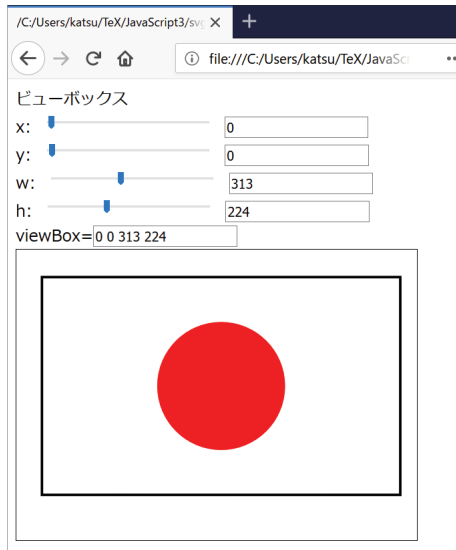 /C:/Users/katsu/TeX/JavaScript3/svg
file:///C:/Users/katsu/TeX/JavaScr
ビューボックス
x: 0
y: 0
w: 313
h: 224
viewBox=0 0 313 224